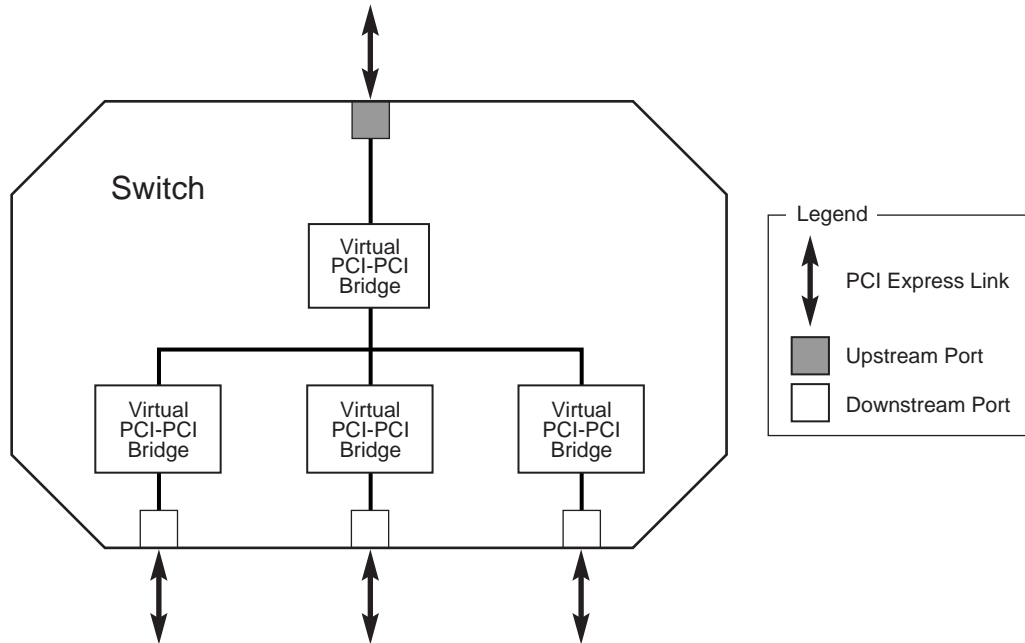 Switch
Virtual
PCI-PCI
Bridge
Virtual
PCI-PCI
Bridge
Virtual
PCI-PCI
Bridge
Virtual
PCI-PCI
Bridge
Legend
PCI Express Link
Upstream Port
Downstream Port